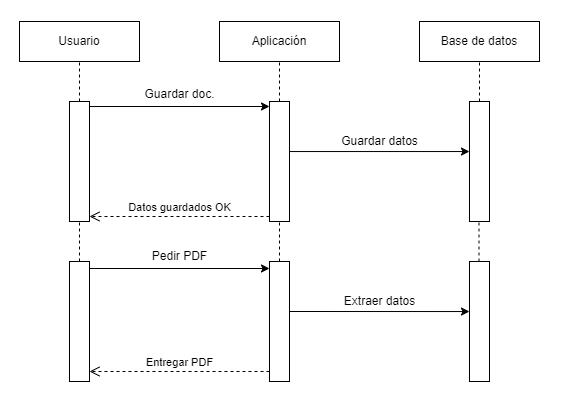 Usuario
Aplicación
Base de datos
Guardar doc.
Guardar datos
Datos guardados OK
Pedir PDF
Extraer datos
Entregar PDF